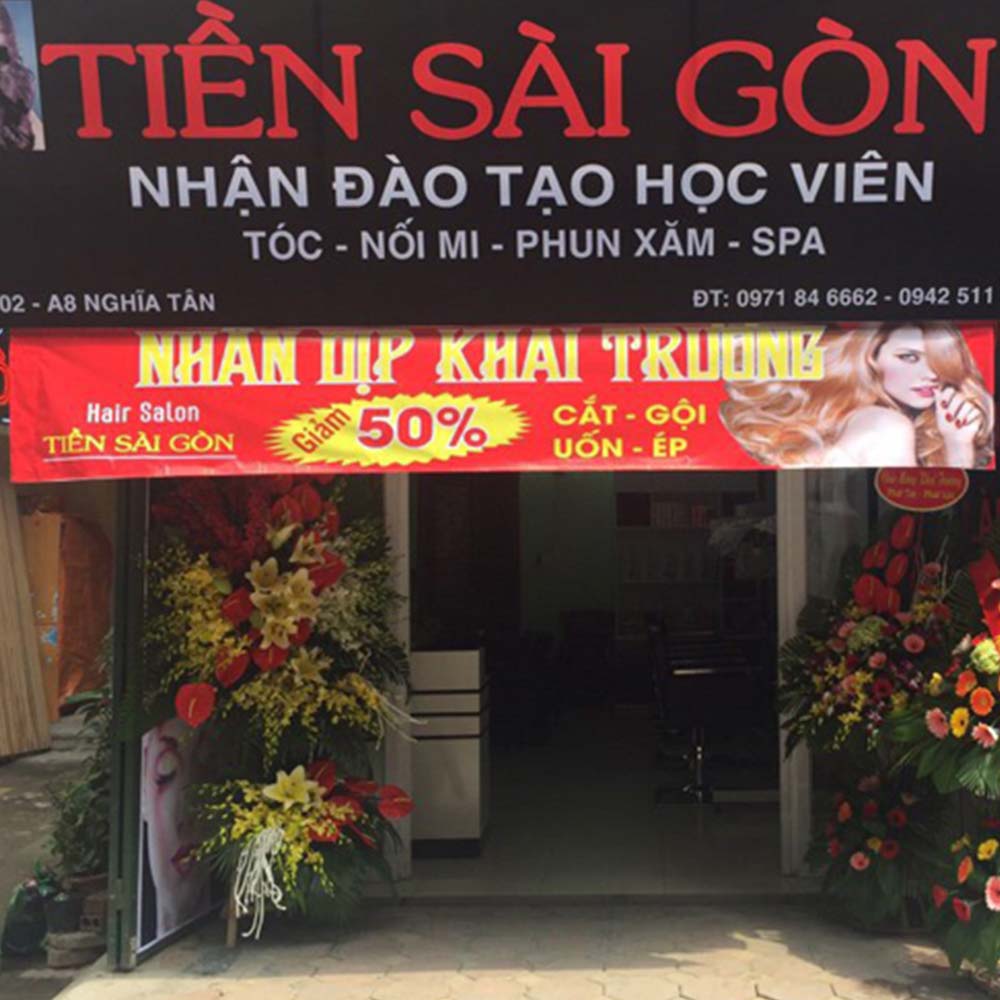 TIỀN SÀI GÒN
NHẬN ĐÀO TẠO HỌC VIÊN
TÓC - NỐI MI - PHUN XĂM - SPA
02 - A8 NGHĨA TÂN
ĐT: 0971 84 6662 - 0942 511
NHÂN DỊP KHAI TRƯƠNG
Hair Salon
TIỀN SÀI GÒN
Giảm 50%
CẮT - GỘI
UỐN - ÉP